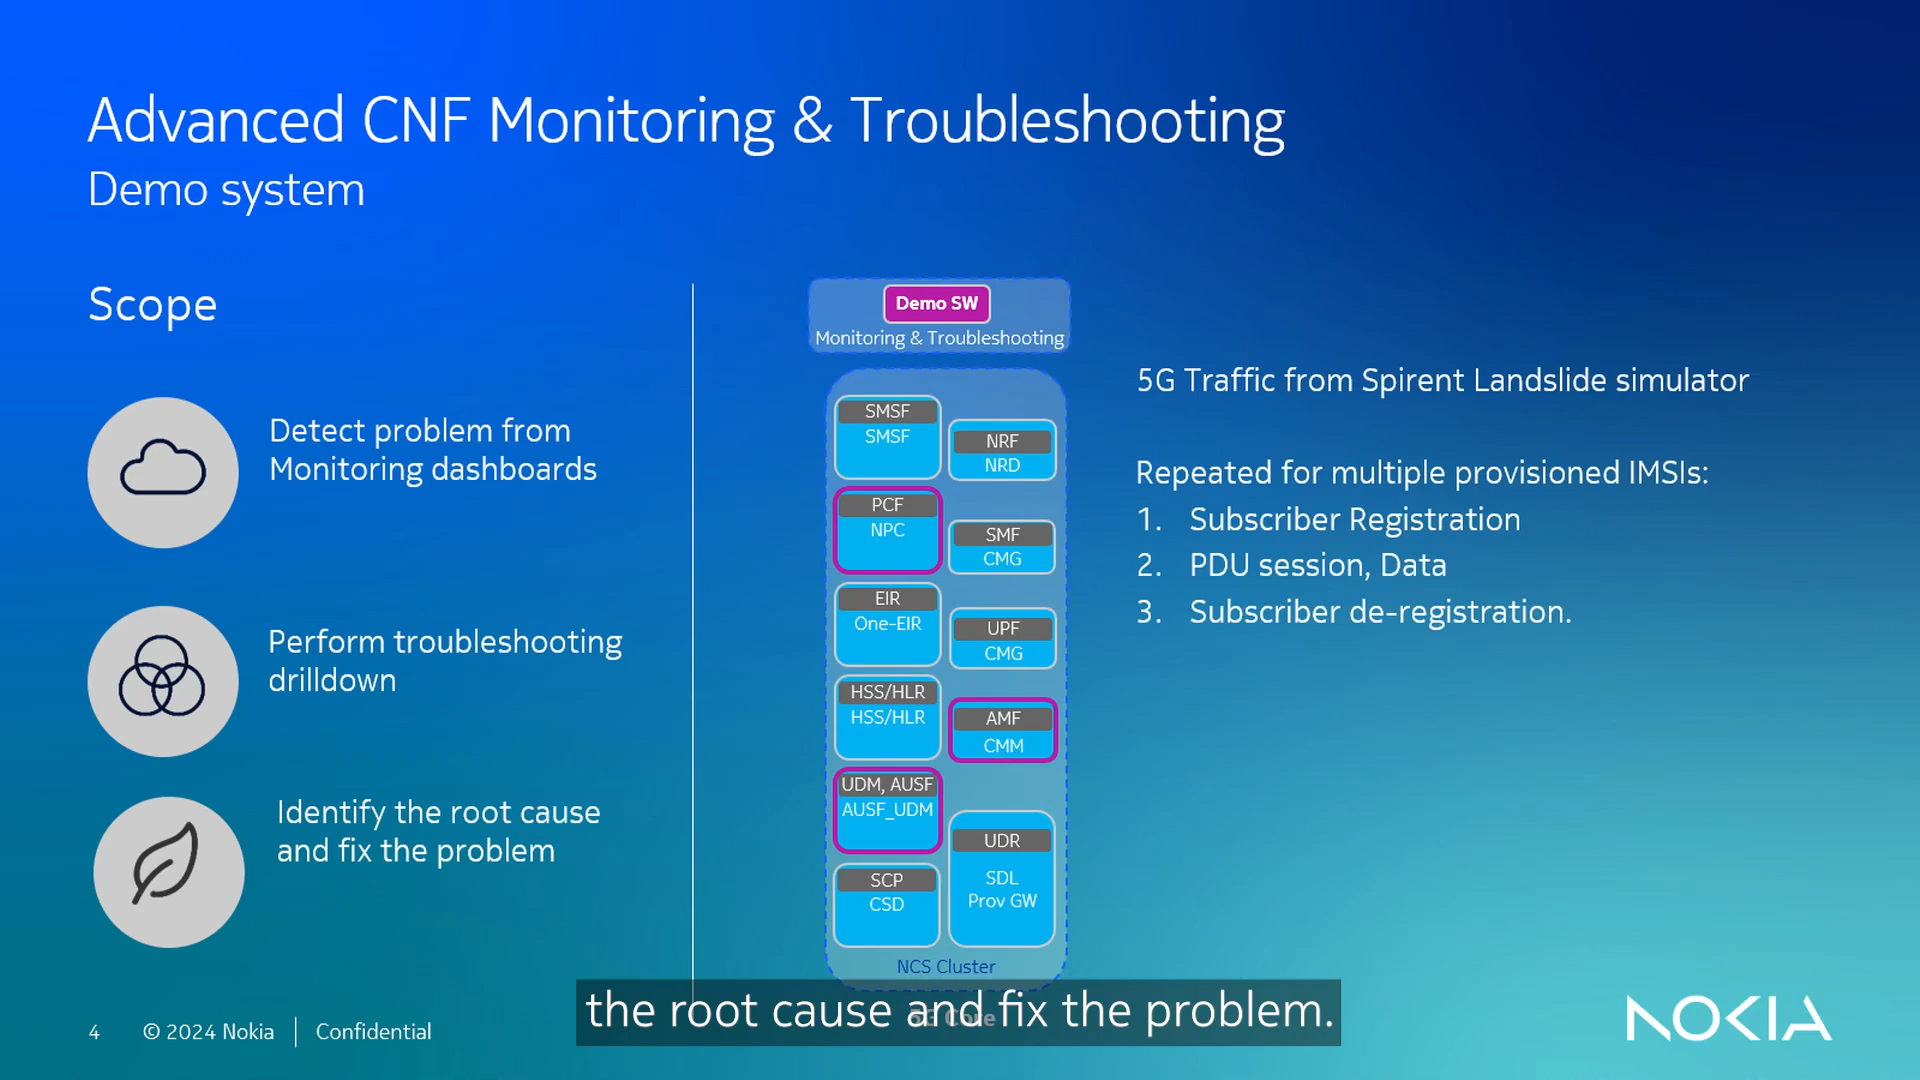 Advanced CNF Monitoring & Troubleshooting
Demo system
Scope
Detect problem from
Monitoring dashboards
Perform troubleshooting
drilldown
Identify the root cause
and fix the problem
Demo SW
Monitoring & Troubleshooting
SMSF
SMSF
NRF
NRD
PCF
NPC
SMF
CMG
EIR
One-EIR
UPF
CMG
HSS/HLR
HSS/HLR
AMF
CMM
UDM, AUSF
AUSF_UDM
UDR
SDL
Prov GW
SCP
CSD
NCS Cluster
5G Traffic from Spirent Landslide simulator
Repeated for multiple provisioned IMSIs:
1. Subscriber Registration
2. PDU session, Data
3. Subscriber de-registration.
the root cause and fix the problem.
4 © 2024 Nokia | Confidential
NOKIA